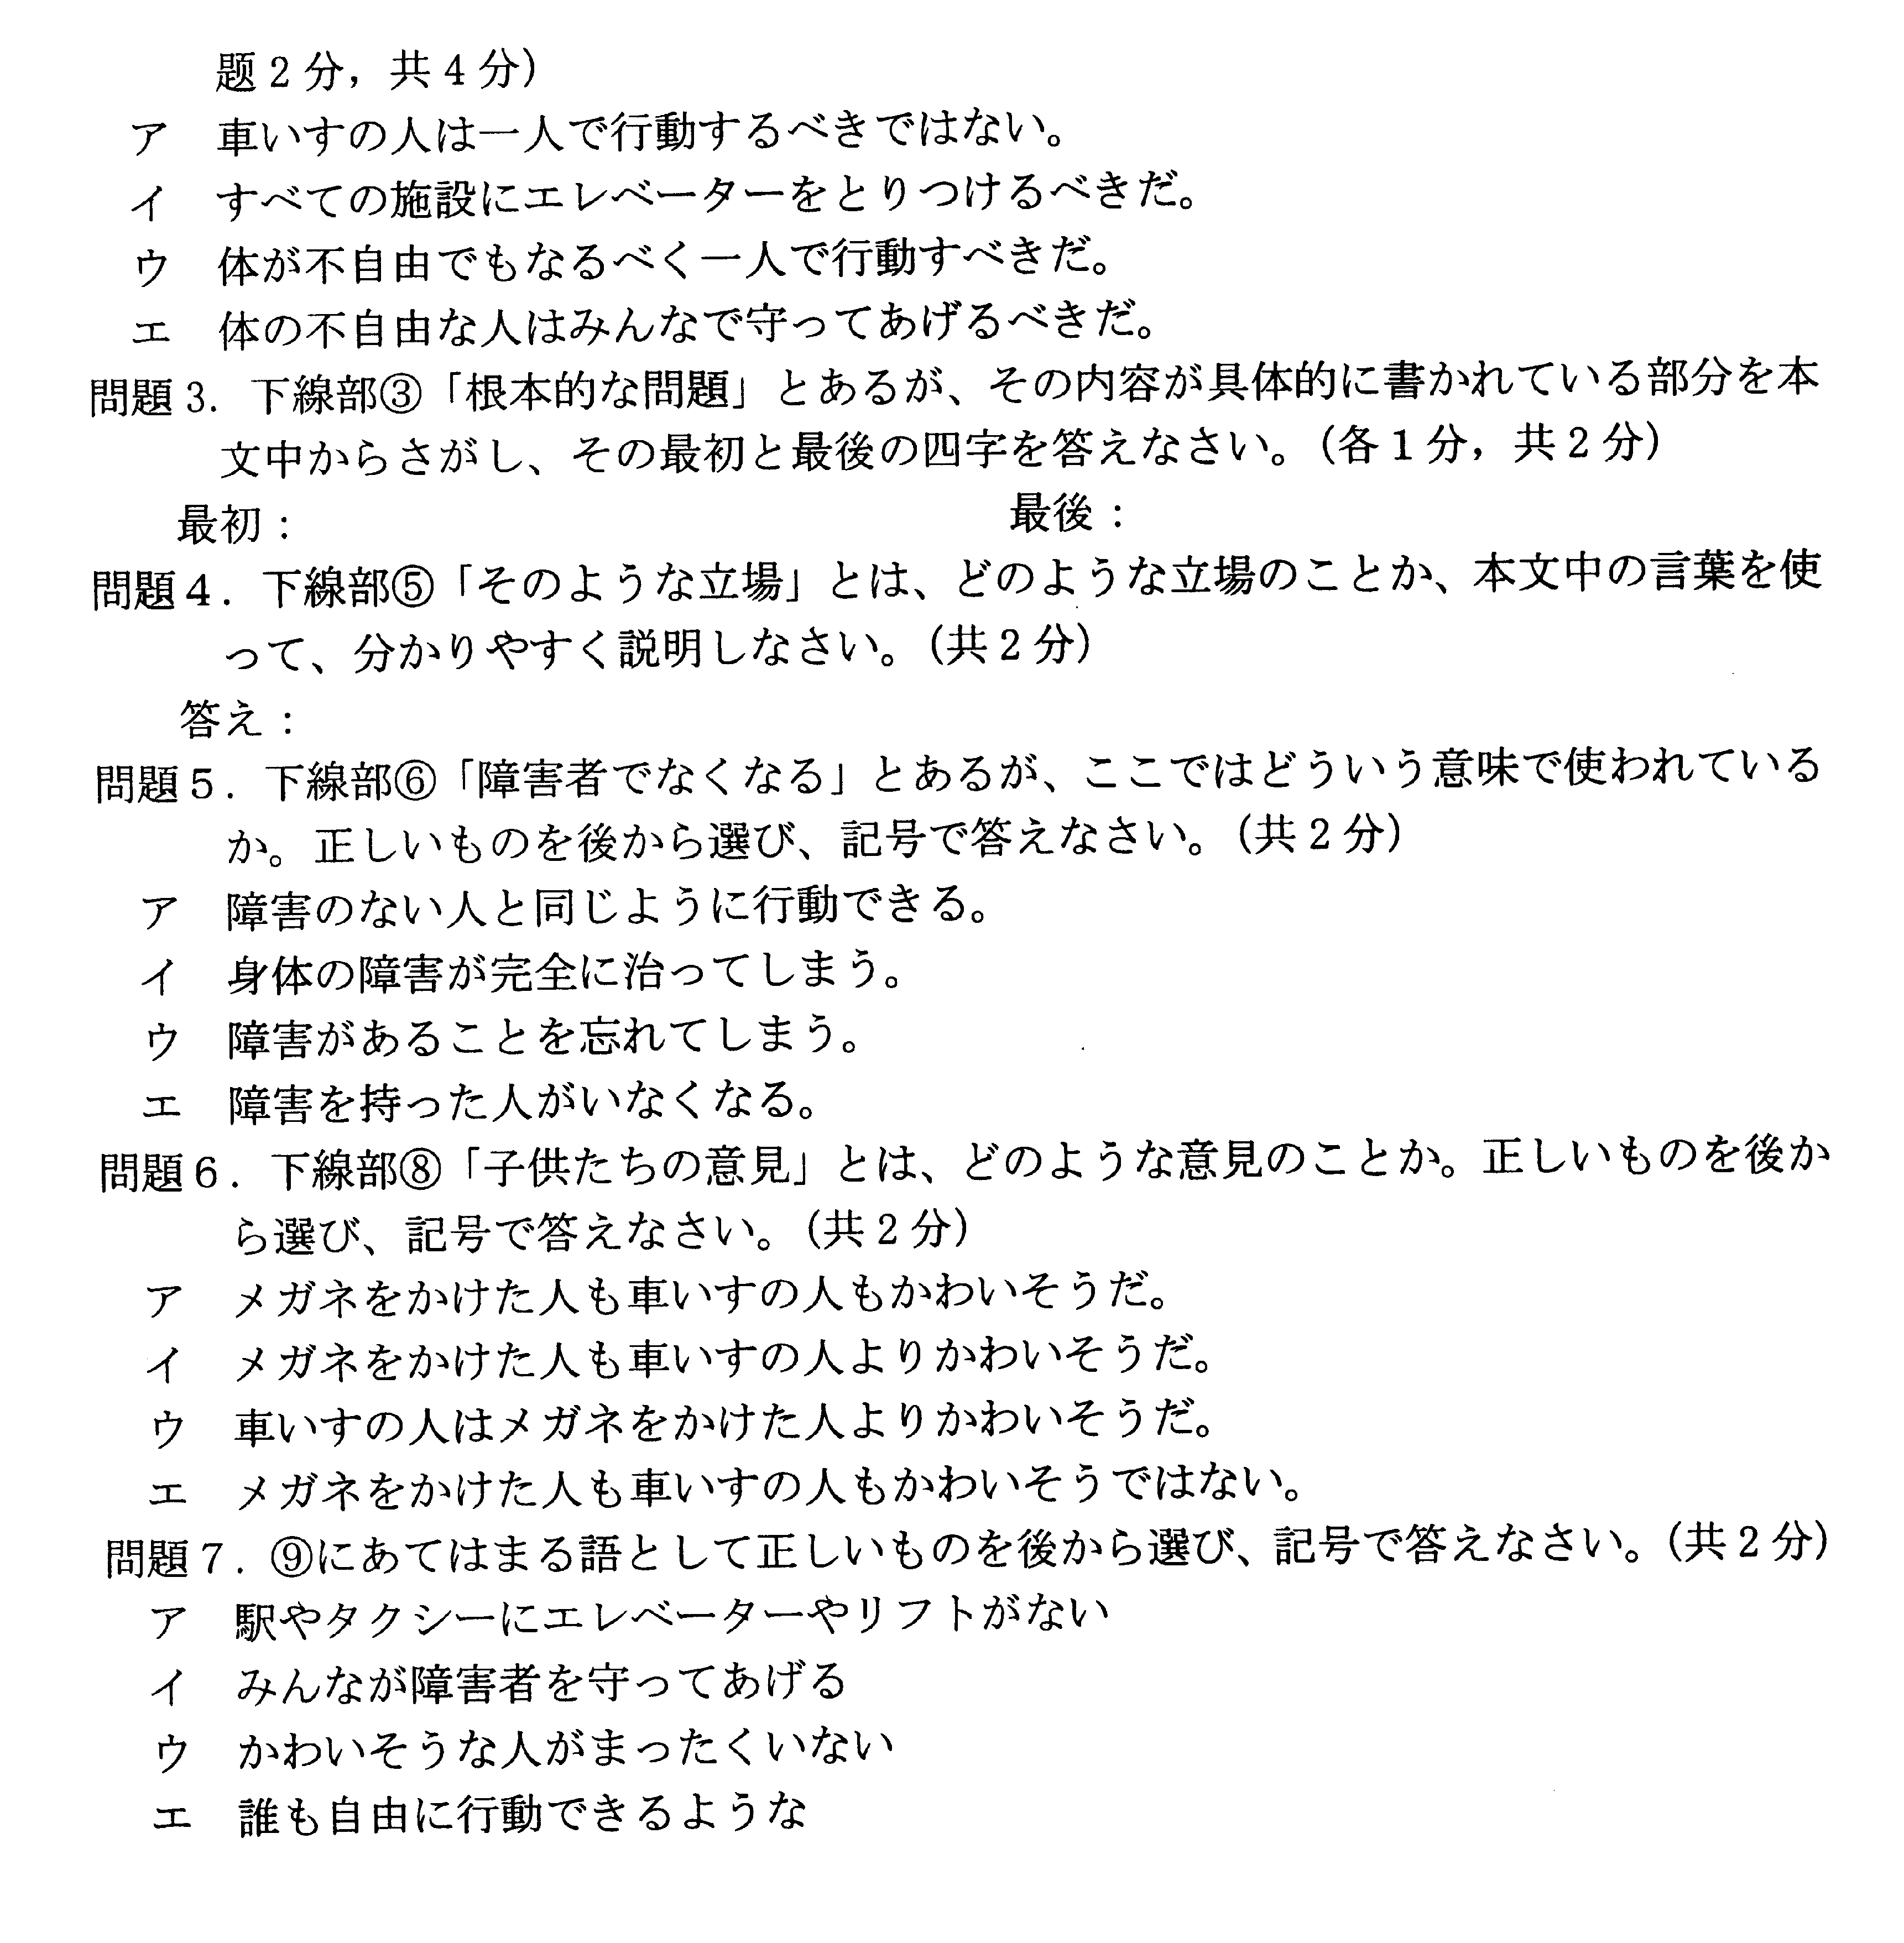 题2分，共4分）
ア　車いすの人は一人で行動するべきではない。
イ　すべての施設にエレベーターをとりつけるべきだ。
ウ　体が不自由でもなるべく一人で行動すべきだ。
エ　体の不自由な人はみんなで守ってあげるべきだ。
問題3．下線部③「根本的な問題」とあるが、その内容が具体的に書かれている部分を本
文中からさがし、その最初と最後の四字を答えなさい。（各1分，共2分）
最初：　最後：
問題4．下線部⑤「そのような立場」とは、どのような立場のことか、本文中の言葉を使
って、分かりやすく説明しなさい。（共2分）
答え：
問題5．下線部⑥「障害者でなくなる」とあるが、ここではどういう意味で使われている
か。正しいものを後から選び、記号で答えなさい。（共2分）
ア　障害のない人と同じように行動できる。
イ　身体の障害が完全に治ってしまう。
ウ　障害があることを忘れてしまう。
エ　障害を持った人がいなくなる。
問題6．下線部⑧「子供たちの意見」とは、どのような意見のことか。正しいものを後か
ら選び、記号で答えなさい。（共2分）
ア　メガネをかけた人も車いすの人もかわいそうだ。
イ　メガネをかけた人も車いすの人よりかわいそうだ。
ウ　車いすの人はメガネをかけた人よりかわいそうだ。
エ　メガネをかけた人も車いすの人もかわいそうではない。
問題7．⑨にあてはまる語として正しいものを後から選び、記号で答えなさい。（共2分）
ア　駅やタクシーにエレベーターやリフトがない
イ　みんなが障害者を守ってあげる
ウ　かわいそうな人がまったくいない
エ　誰も自由に行動できるような